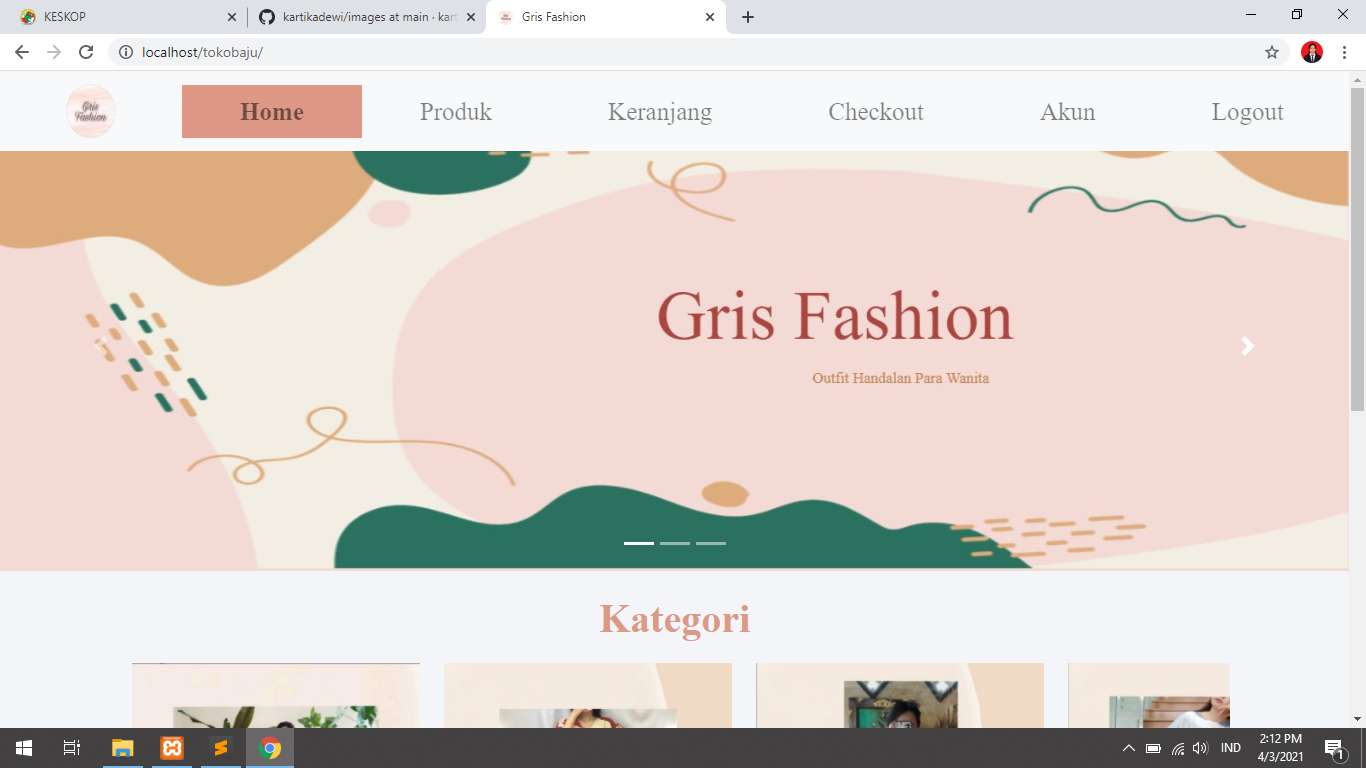 KESKOP
kartikadewi/images at main · kart
Gris Fashion
localhost/tokobaju/
Gris
Fashion
Home
Produk
Keranjang
Checkout
Akun
Logout
Gris Fashion
Outfit Handalan Para Wanita
Kategori
IND
2:12 PM
4/3/2021
1